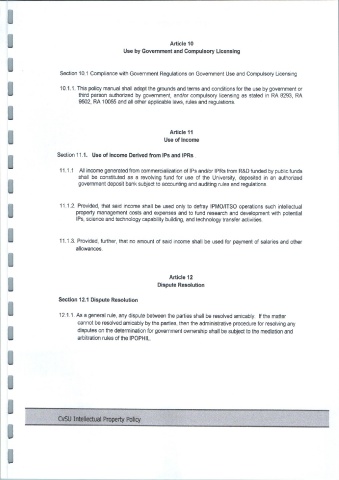 Article 10
Use by Government and Compulsory Licensing
Section 10.1 Compliance with Government Regulations on Government Use and Compulsory Licensing
10.1.1. This policy manual shall adopt the grounds and terms and conditions for the use by government or
third person authorized by government, and/or compulsory licensing as stated in RA 8293, RA
9502, RA 10055 and all other applicable laws, rules and regulations.
Article 11
Use of Income
Section 11.1. Use of Income Derived from IPs and IPRs
11.1.1 All income generated from commercialization of IPs and/or IPRs from R&D funded by public funds
shall be constituted as a revolving fund for use of the University, deposited in an authorized
government deposit bank subject to accounting and auditing rules and regulations.
11.1.2. Provided, that said income shall be used only to defray IPMO/ITSO operations such intellectual
property management costs and expenses and to fund research and development with potential
IPs, science and technology capability building, and technology transfer activities.
11.1.3. Provided, further, that no amount of said income shall be used for payment of salaries and other
allowances.
Article 12
Dispute Resolution
Section 12.1 Dispute Resolution
12.1.1. As a general rule, any dispute between the parties shall be resolved amicably. If the matter
cannot be resolved amicably by the parties, then the administrative procedure for resolving any
disputes on the determination for government ownership shall be subject to the mediation and
arbitration rules of the IPOPHIL.
CvSU Intellectual Property Policy